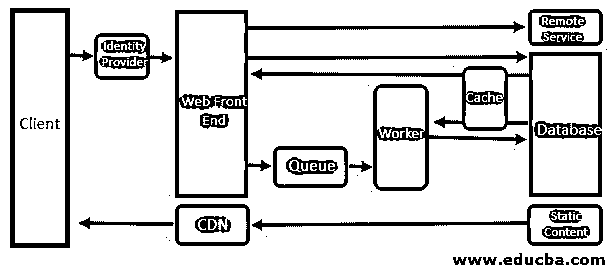 Client
Identity
Provider
Web Front
End
Queue
Worker
Cache
Remote
Service
Database
CDN
Static
Content
www.educba.com